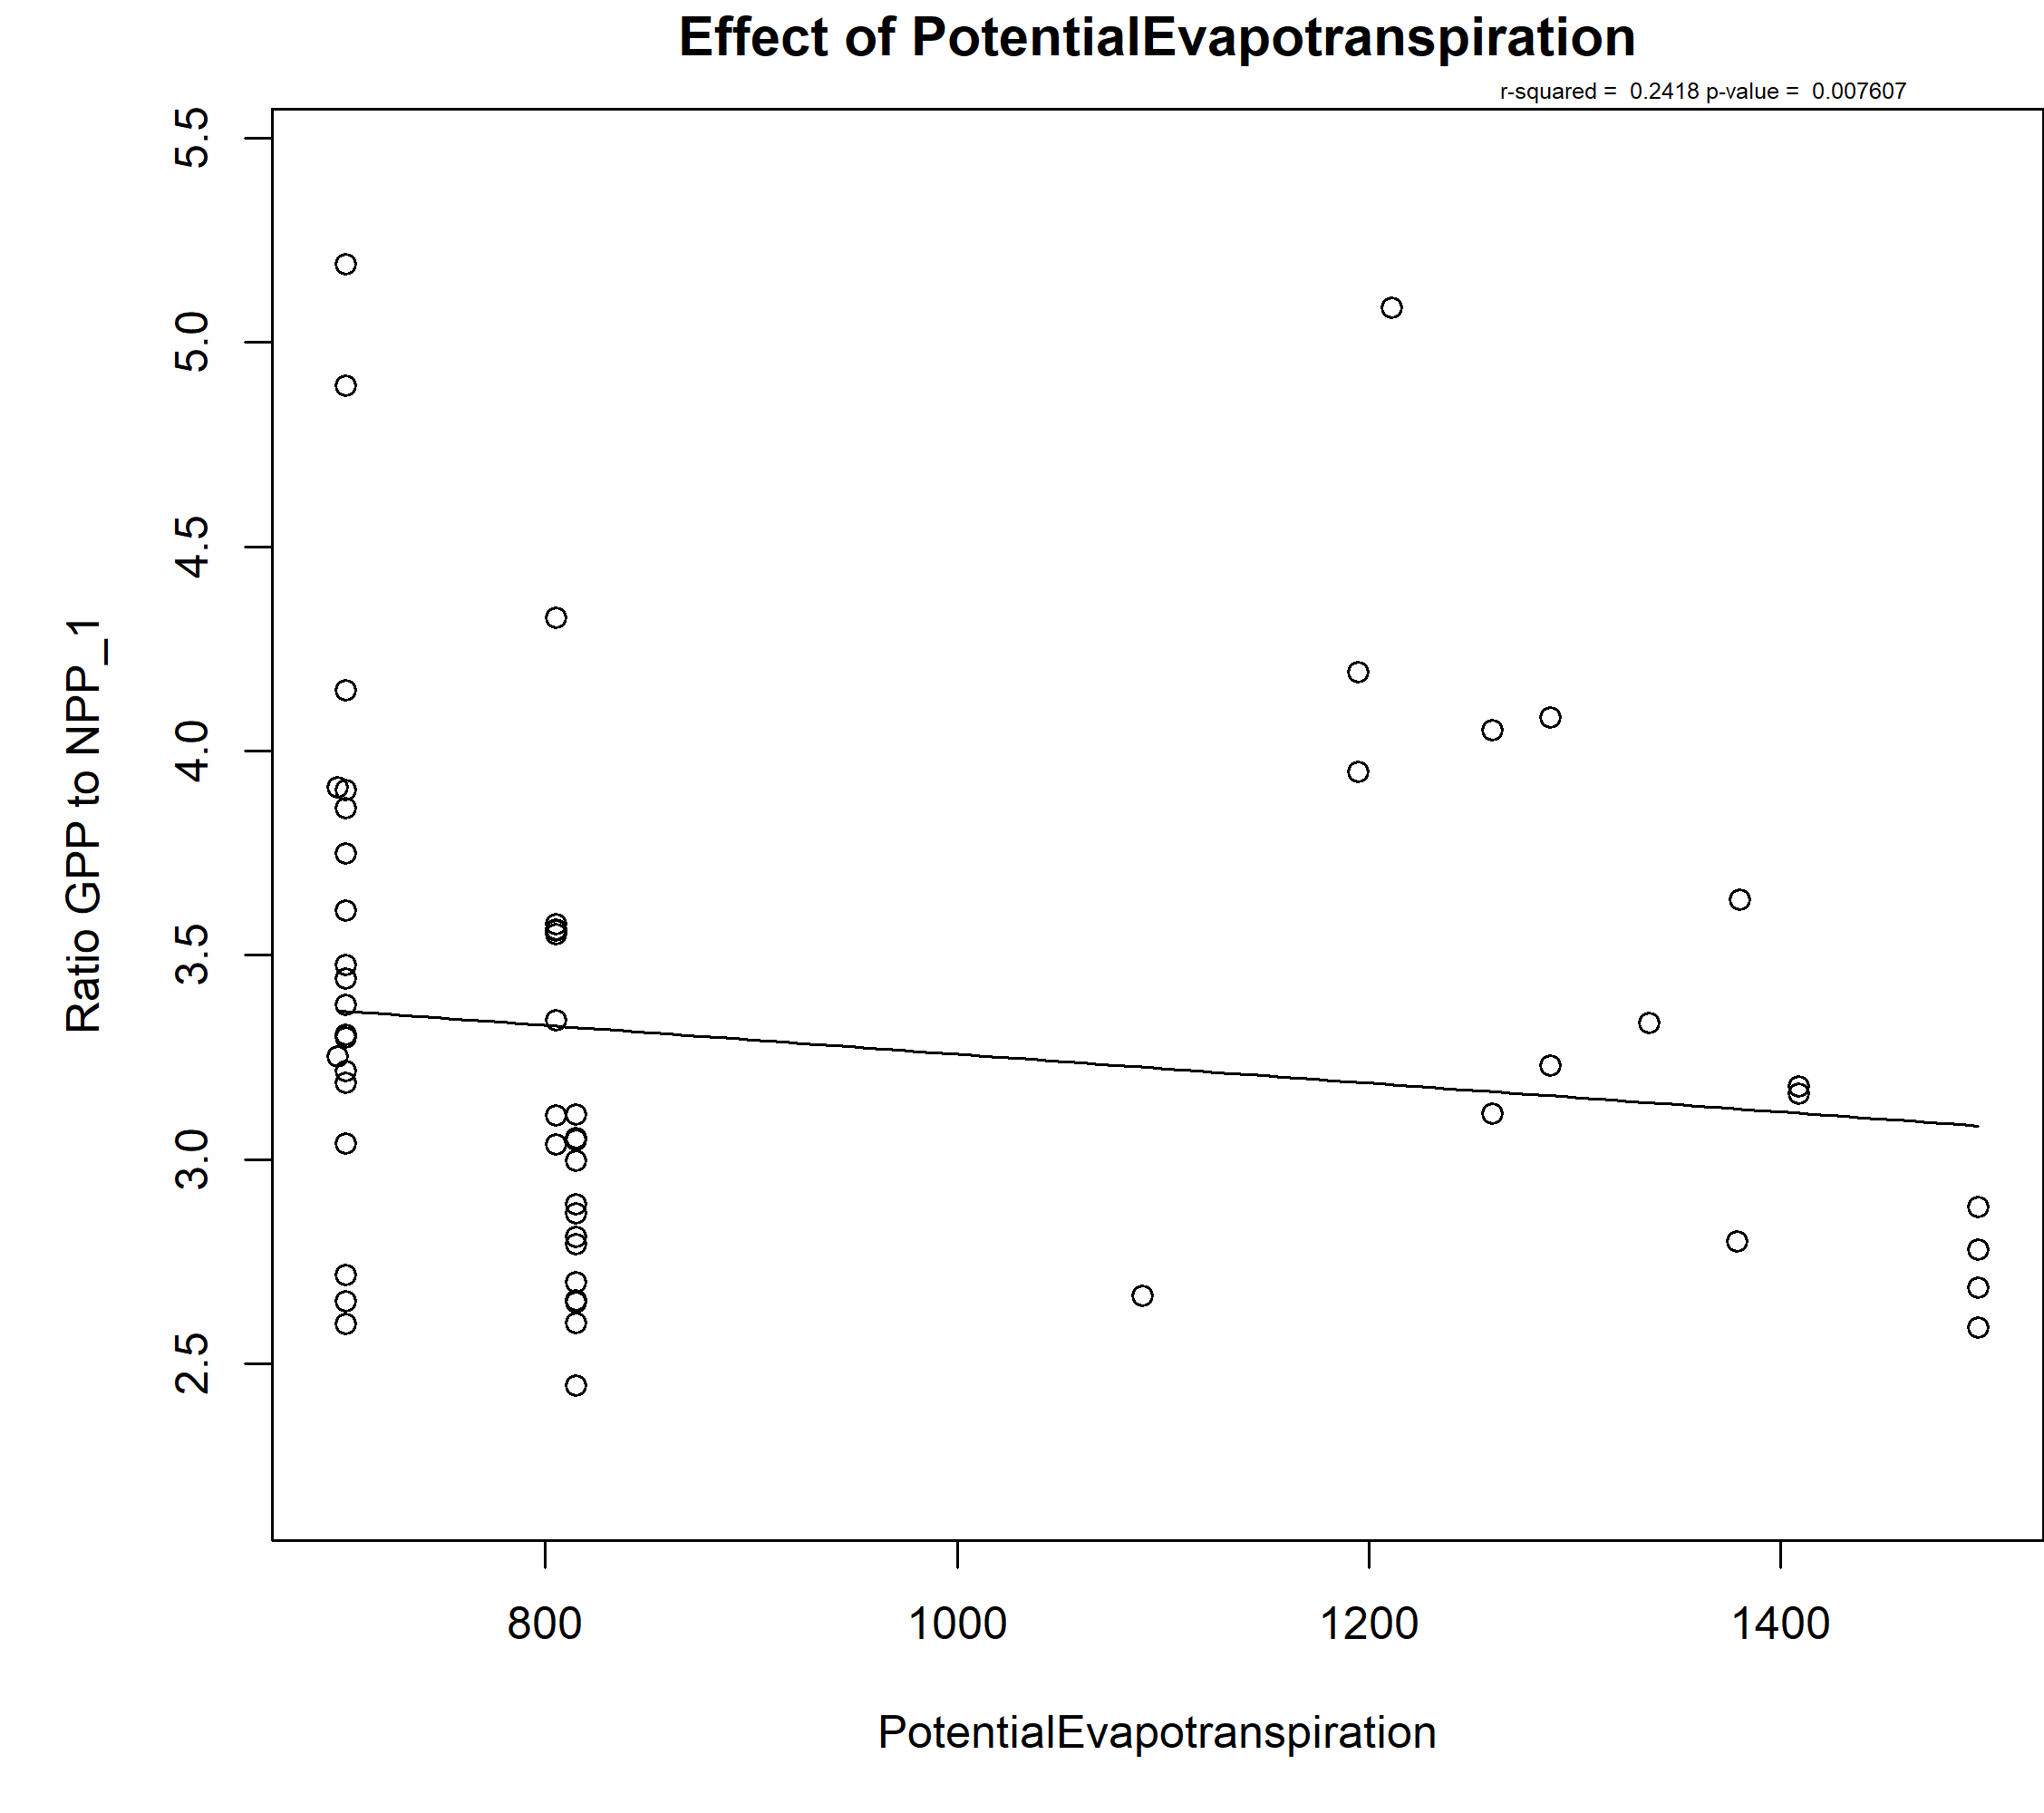 Effect of PotentialEvapotranspiration
r-squared =  0.2418 p-value =  0.007607
5.5
5.0
4.5
4.0
3.5
3.0
2.5
Ratio GPP to NPP_1
800 1000 1200 1400
PotentialEvapotranspiration